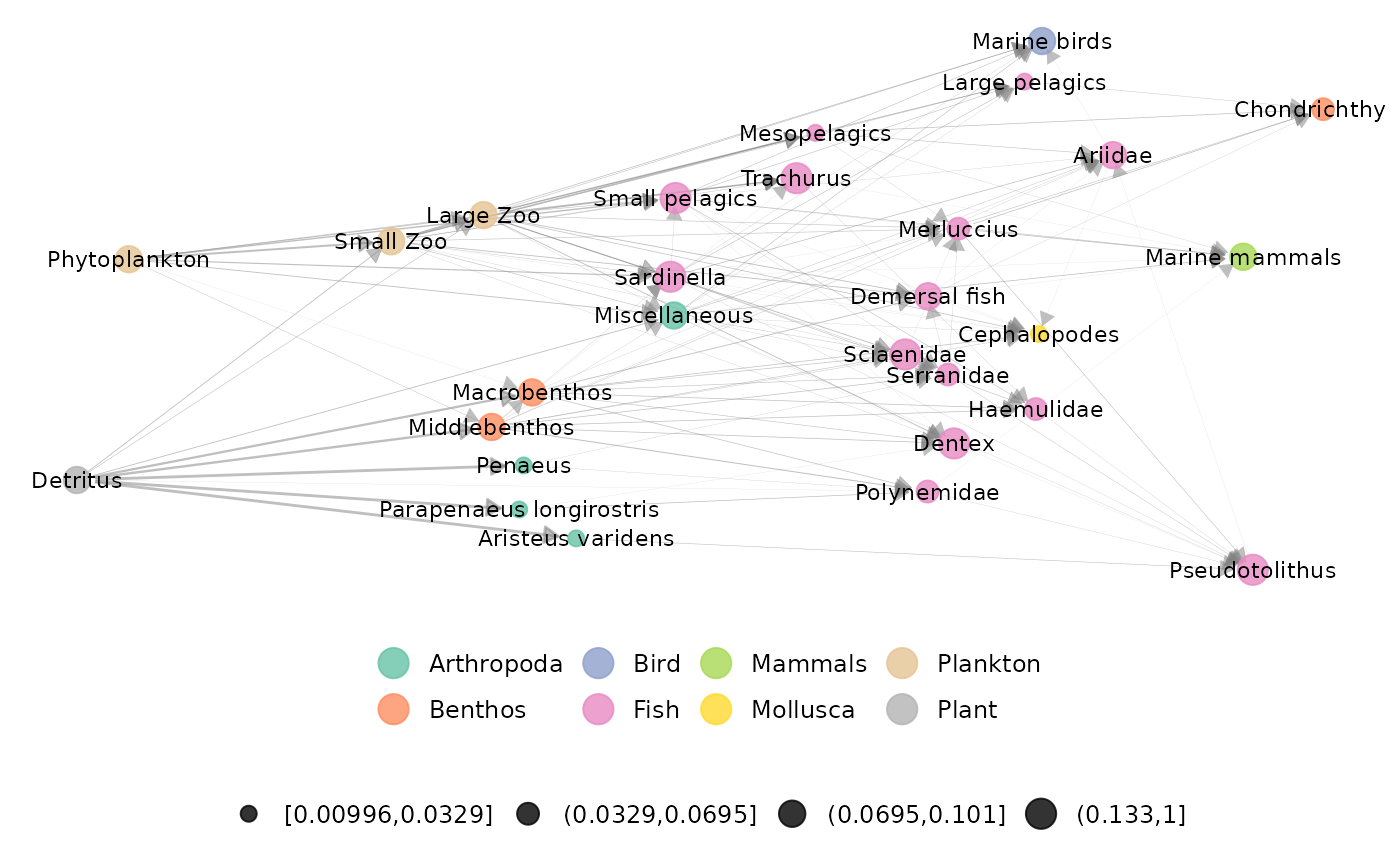 Marine birds
Large pelagics
Chondrichthy
Mesopelagics
Ariidae
Trachurus
Small pelagics
Large Zoo
Merluccius
Small Zoo
Phytoplankton
Marine mammals
Sardinella
Demersal fish
Miscellaneous
Cephalopodes
Sciaenidae
Serranidae
Macrobenthos
Haemulidae
Middlebenthos
Dentex
Penaeus
Detritus
Polynemidae
Parapenaeus longirostris
Aristeus varidens
Pseudotolithus
Arthropoda Bird Mammals Plankton
Benthos Fish Mollusca Plant
[0.00996,0.0329] (0.0329,0.0695] (0.0695,0.101] (0.133,1]